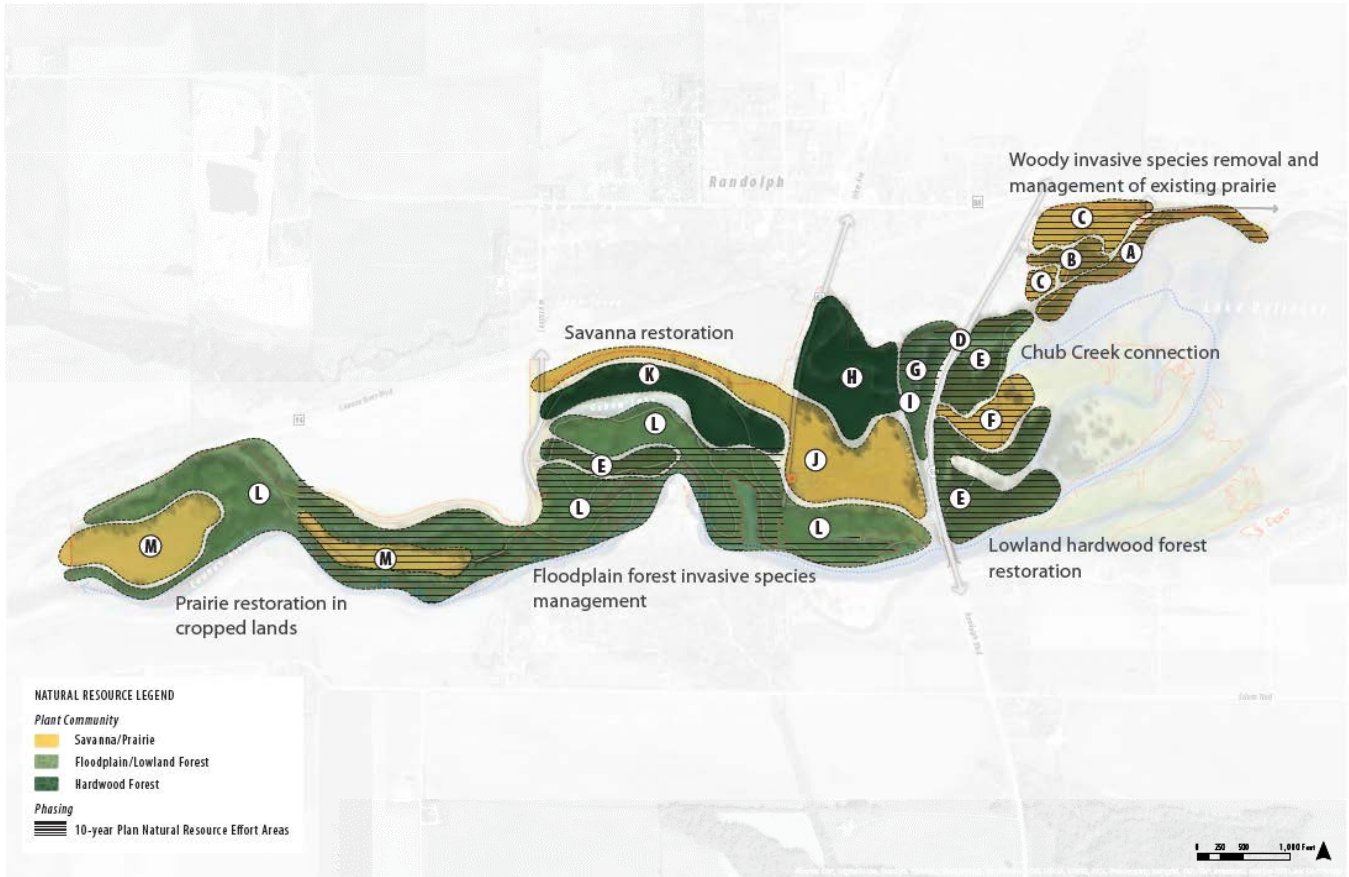 Woody invasive species removal and
management of existing prairie
Randolph
88
C
B
A
C
Savanna restoration
D
Chub Creek connection
K
H
G
E
I
F
L
94
J
E
L
L
E
L
M
M
Lowland hardwood forest
restoration
Floodplain forest invasive species
management
Prairie restoration in
cropped lands
NATURAL RESOURCE LEGEND
Plant Community
Savanna/Prairie
Floodplain/Lowland Forest
Hardwood Forest
Phasing
10-year Plan Natural Resource Effort Areas
0 250 500 1,000 Feet